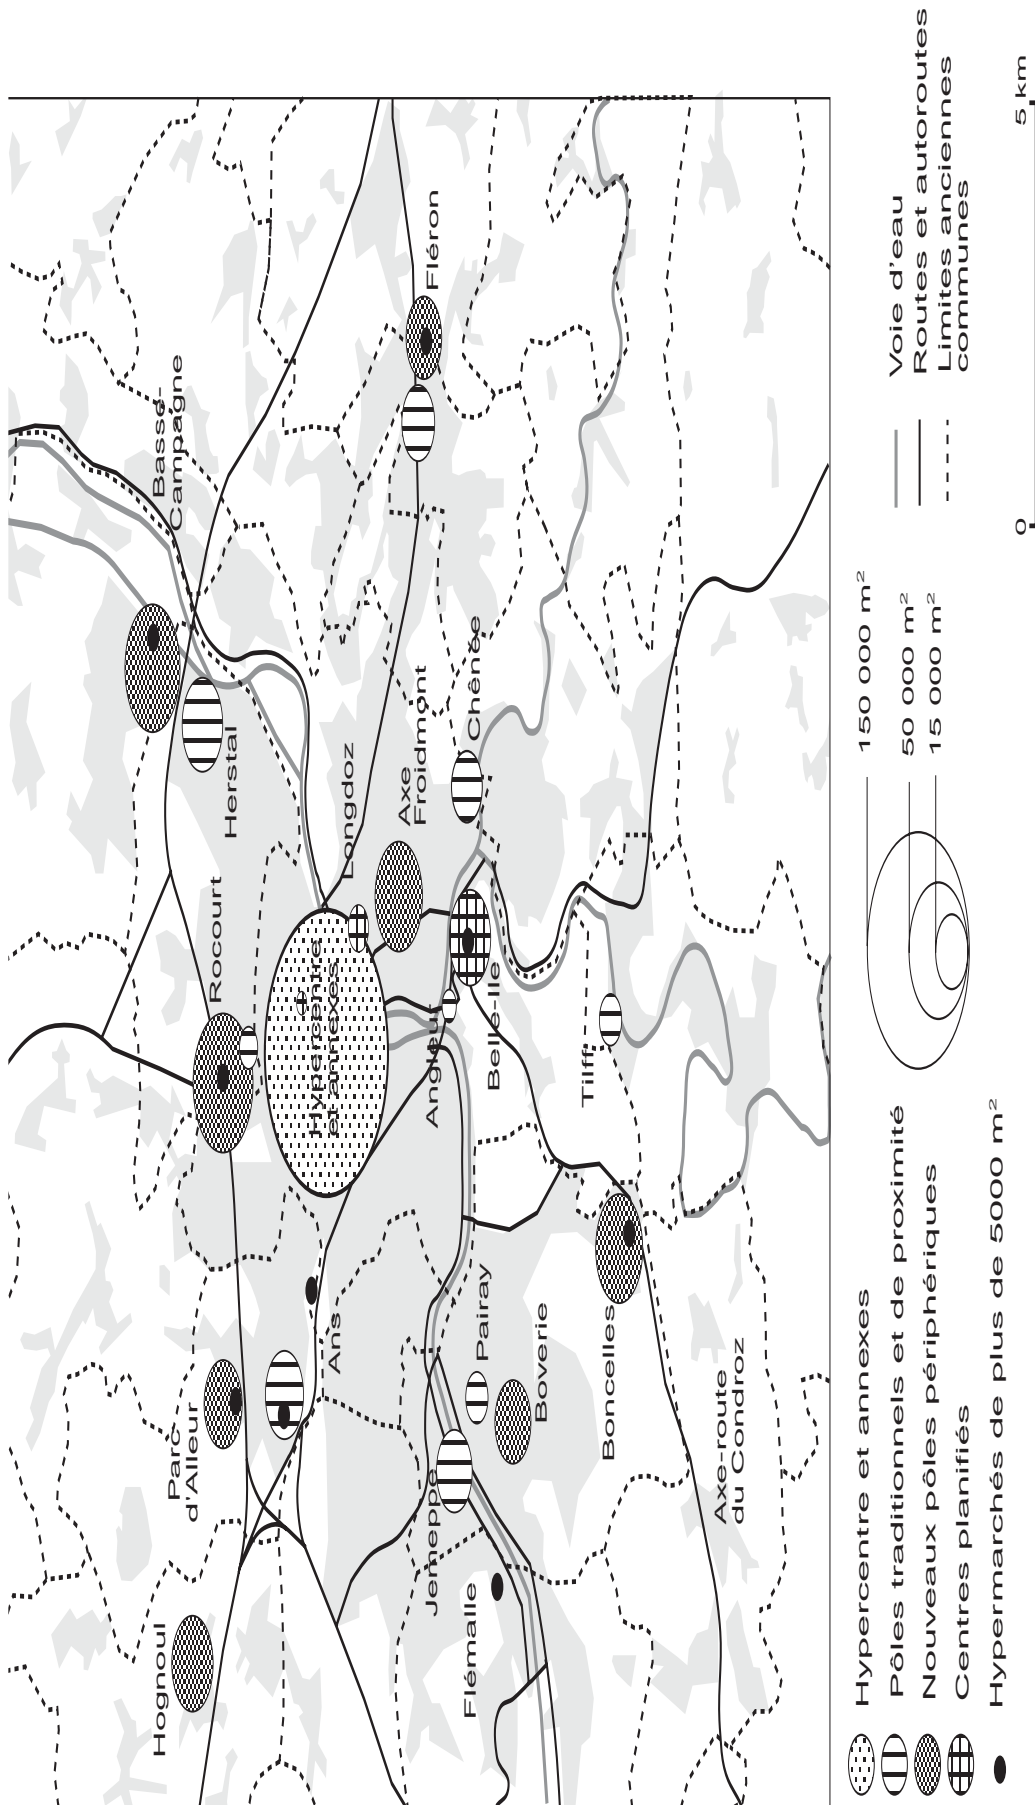 Basse-
Campagne
Fléron
Herstal
Rocourt
Longdoz
Axe
Froidmont
Chênée
Hypercentre
et annexes
Angleur
Belle-Ile
Tilff
Ans
Parc
d'Alleur
Hognoul
Pairay
Boverie
Boncelles
Jemeppe
Flémalle
Axe-route
du Condroz
Hypercentre et annexes
Pôles traditionnels et de proximité
Nouveaux pôles périphériques
Centres planifiés
Hypermarchés de plus de 5000 m²
150 000 m²
50 000 m²
15 000 m²
Voie d'eau
Routes et autoroutes
Limites anciennes
communes
0 5 km